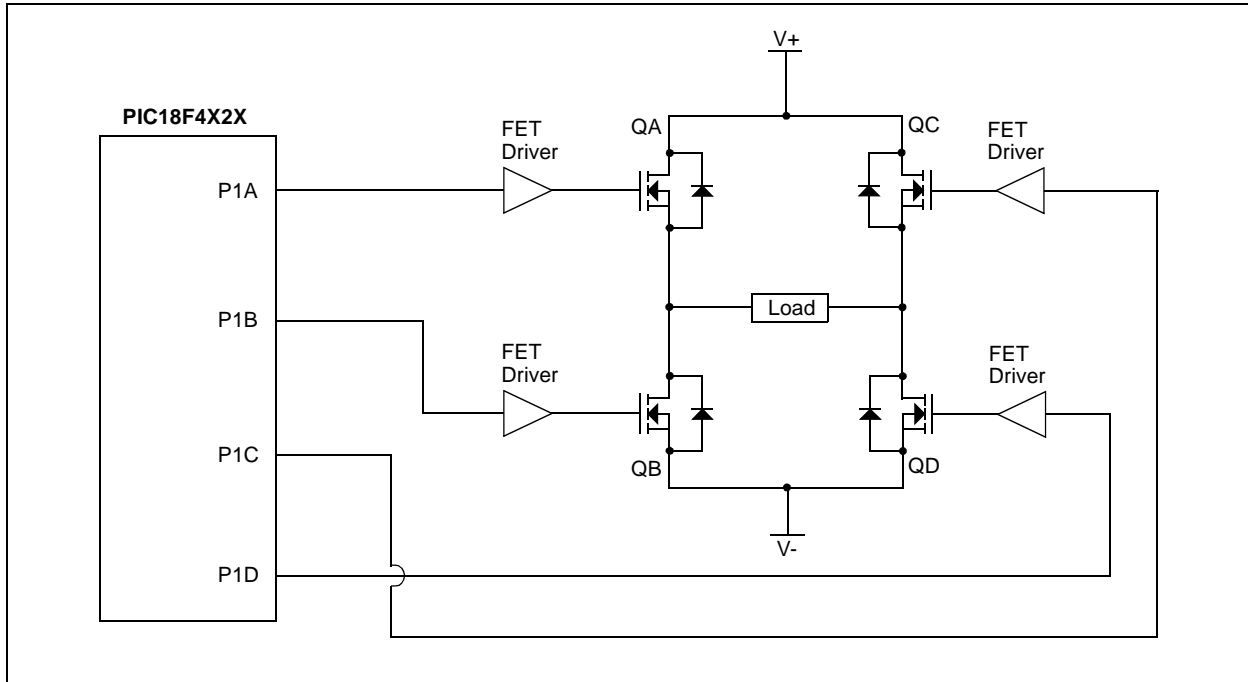 V+
PIC18F4X2X
QA
FET
Driver
QC
FET
Driver
P1A
P1B
Load
FET
Driver
FET
Driver
P1C
QB
QD
V-
P1D